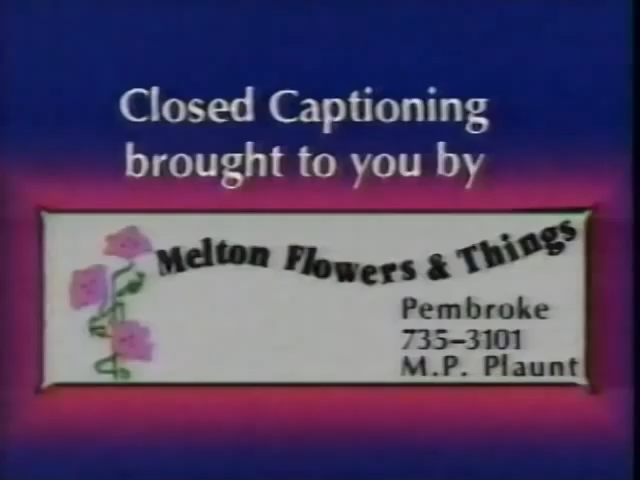 Closed Captioning
brought to you by
Melton Flowers & Things
Pembroke
735-3101
M.P. Plaunt